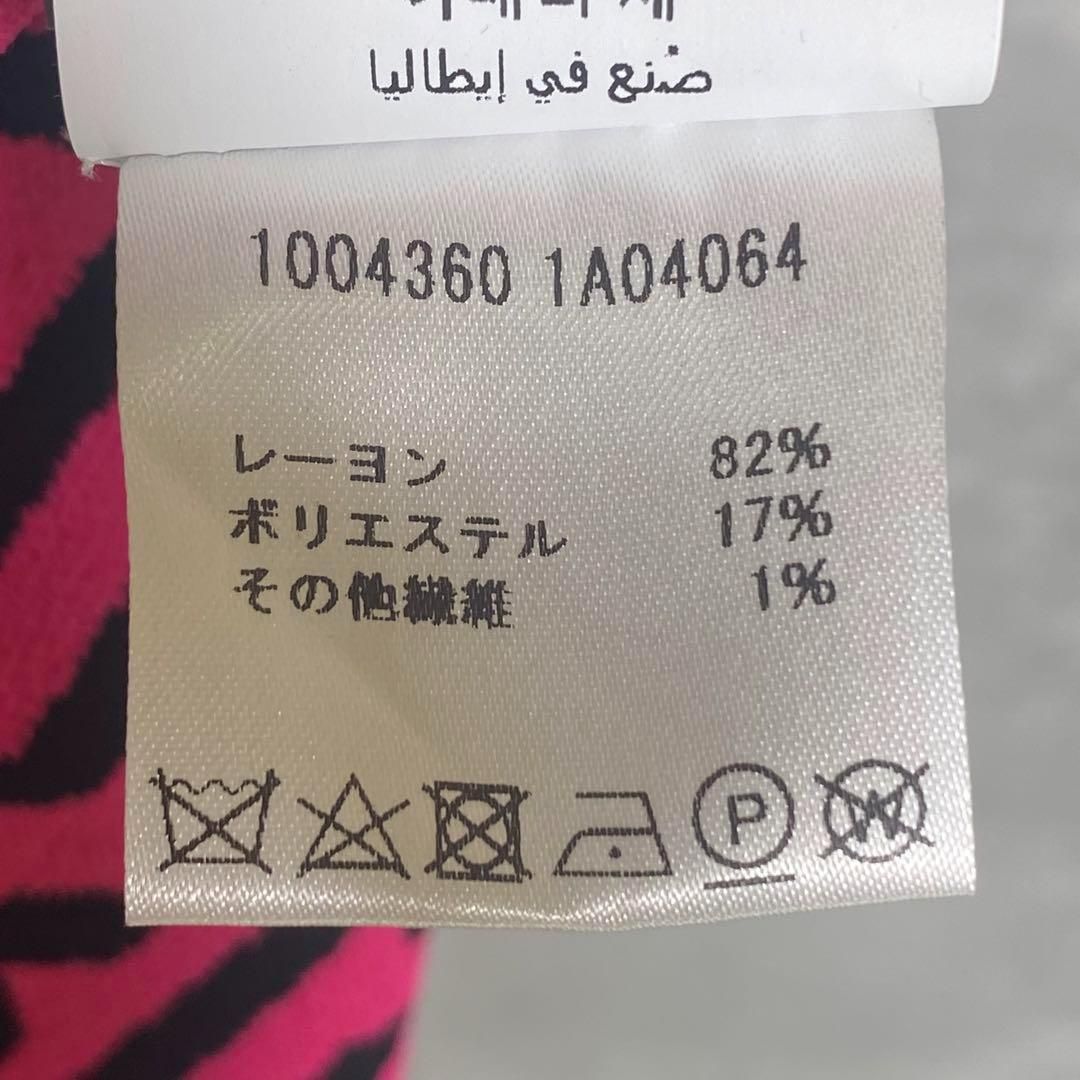 صنع في إيطاليا
1004360 1A04064
レーヨン 82%
ポリエステル 17%
その他繊維 1%
P W